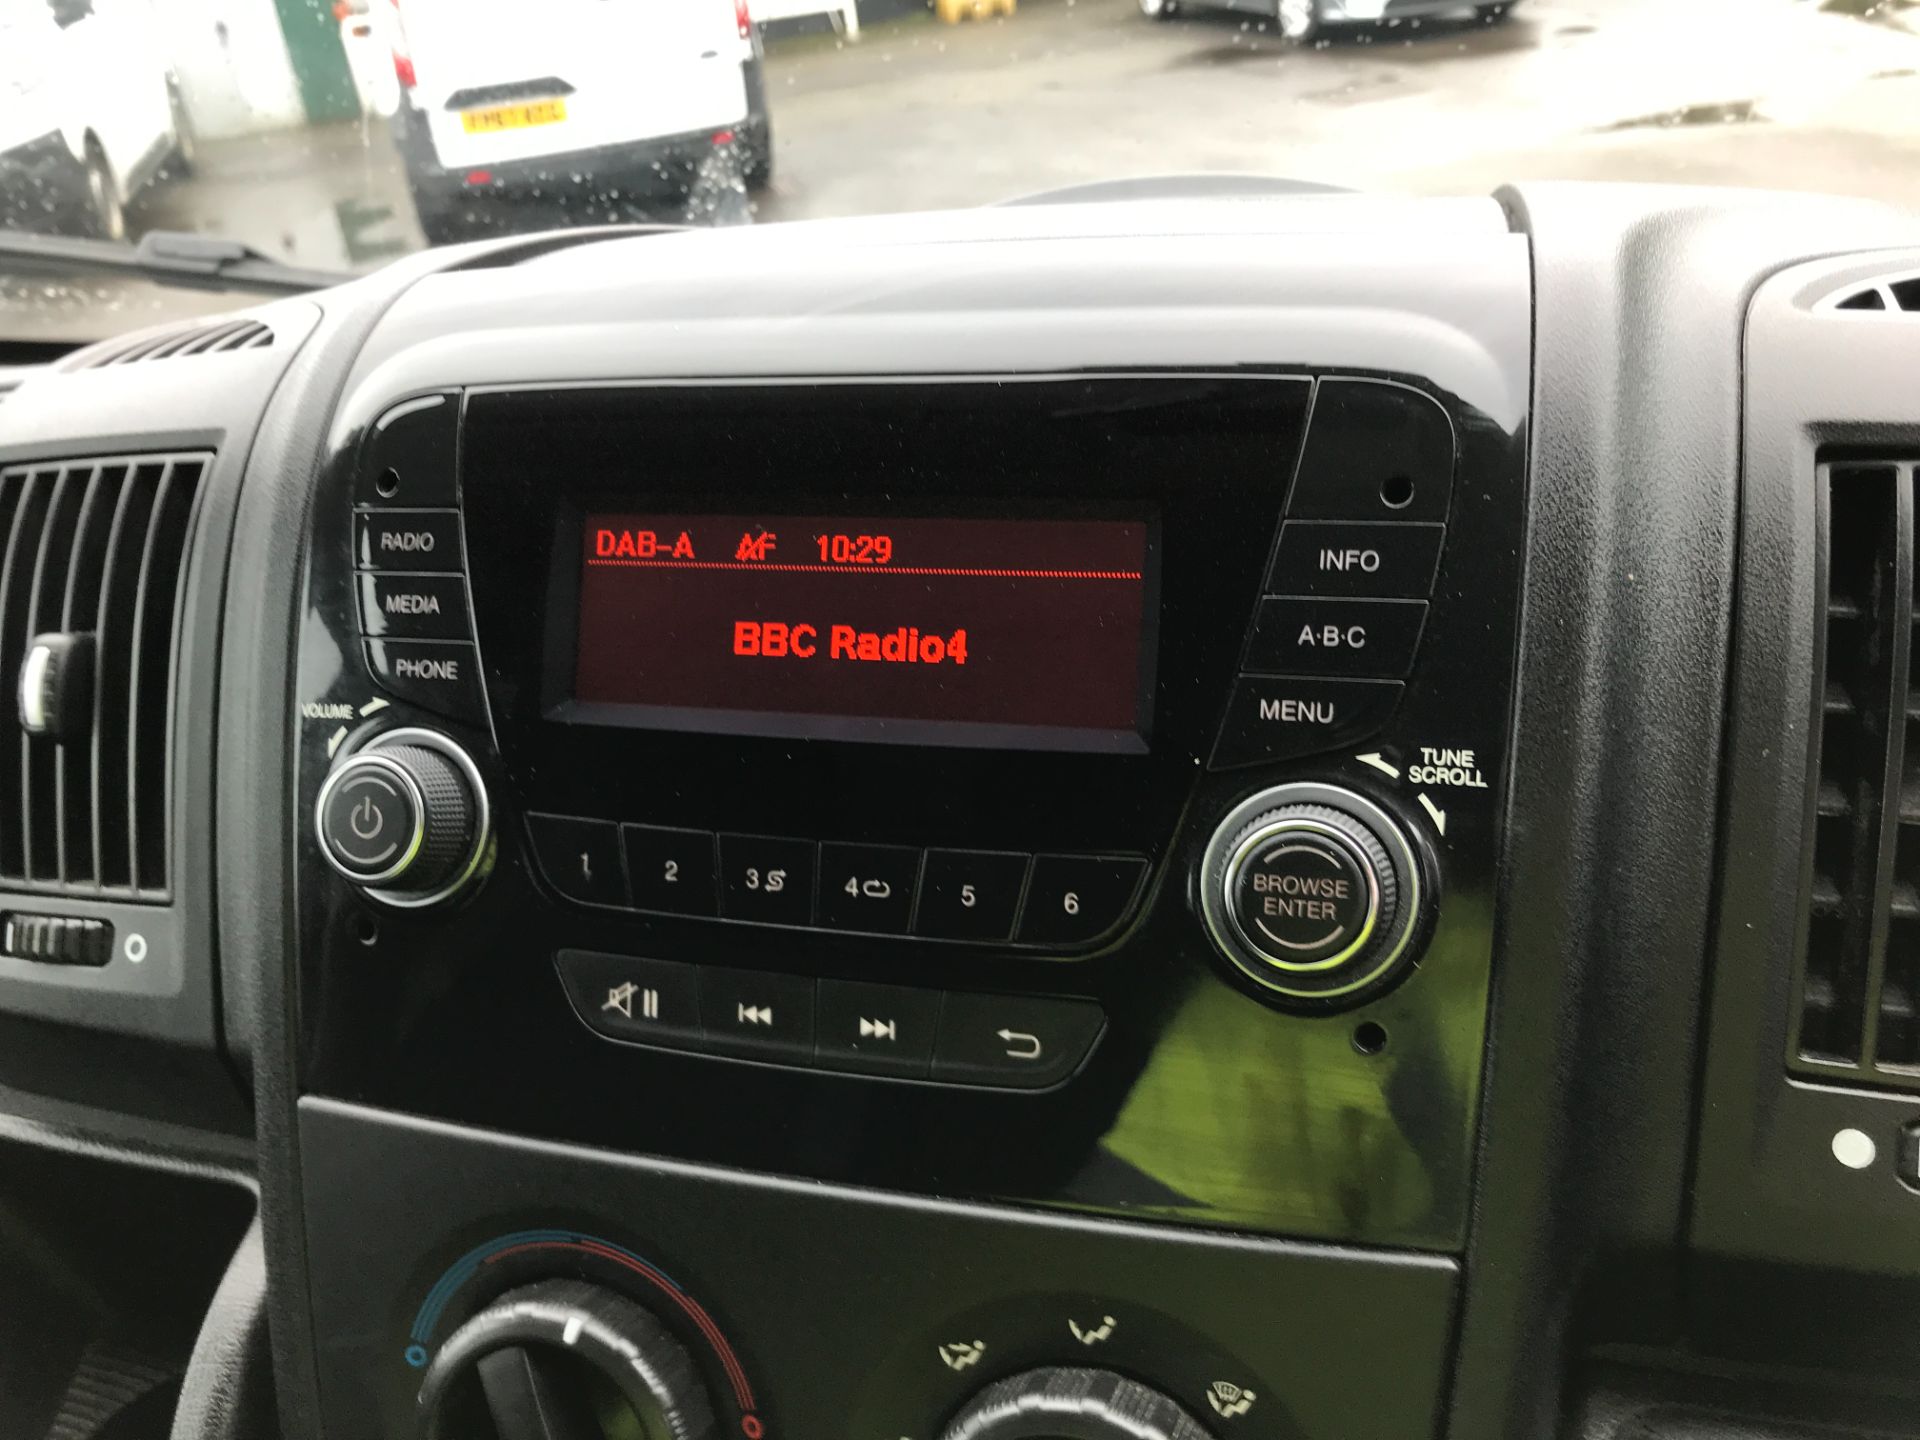 DAB-A AF 10:29
BBC Radio4
RADIO
MEDIA
PHONE
VOLUME
INFO
A·B·C
MENU
TUNE
SCROLL
1 2 3 4 5 6
BROWSE
ENTER